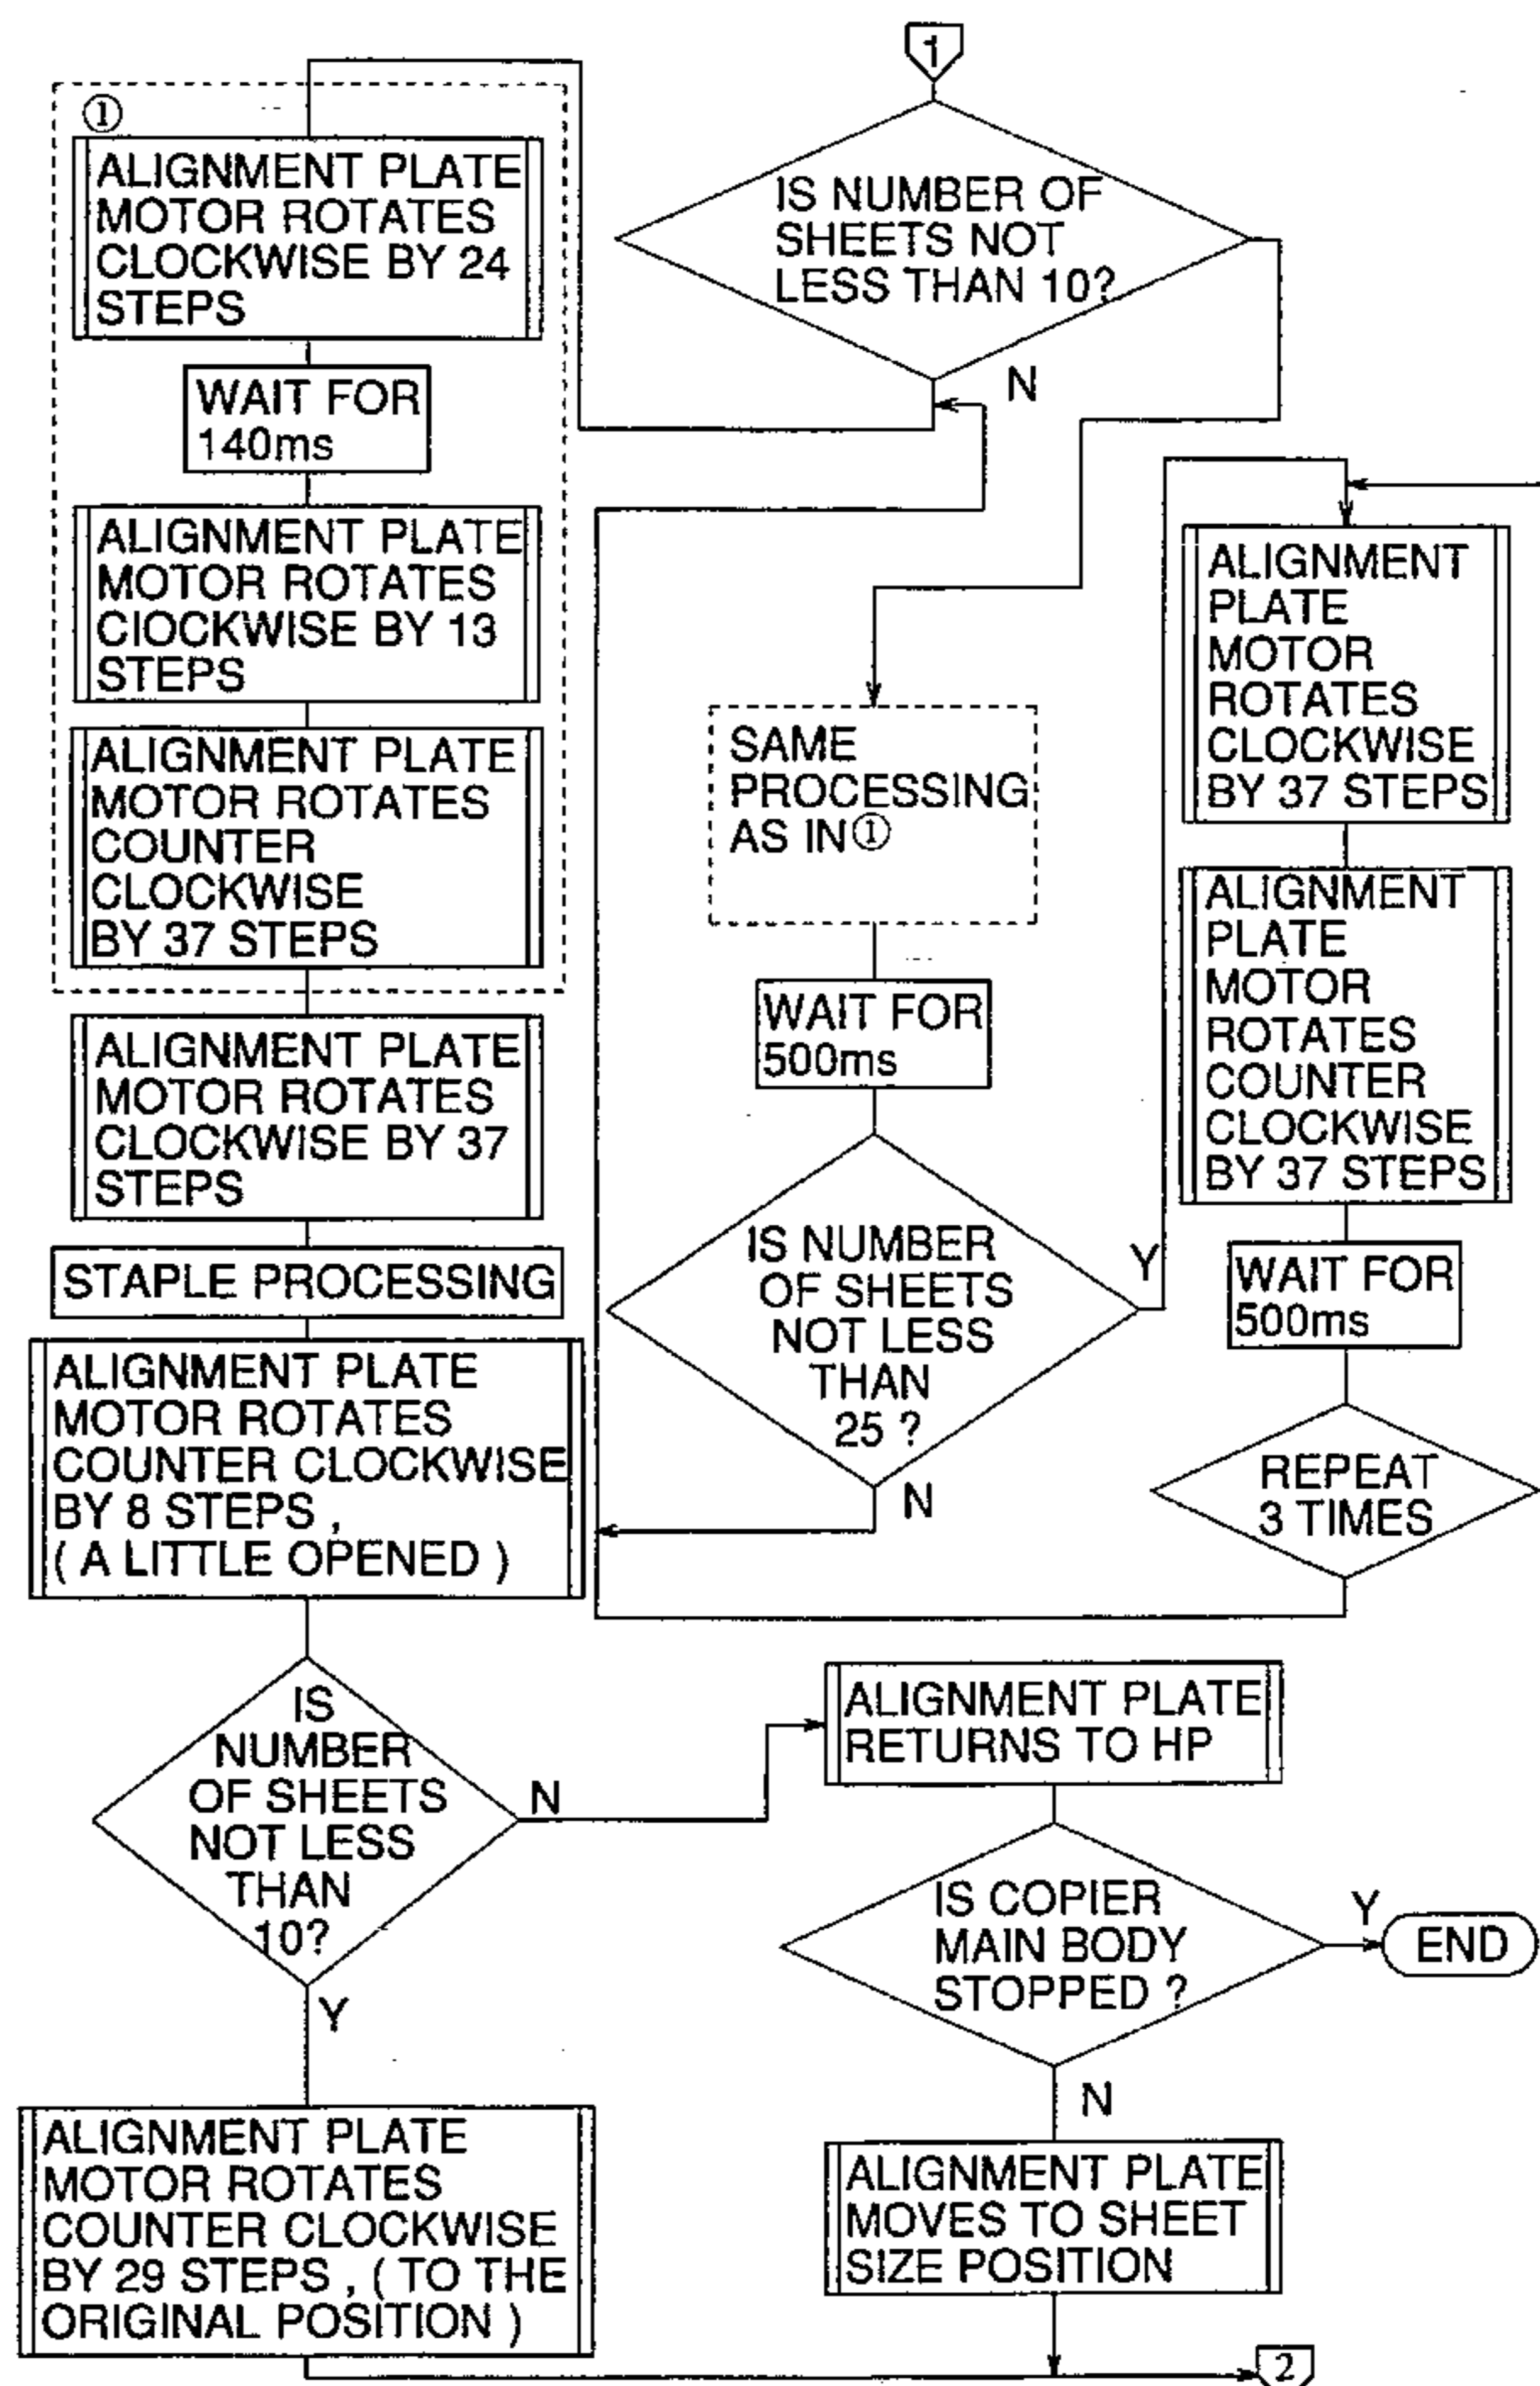 1
IS NUMBER OF
SHEETS NOT
LESS THAN 10?
N
①
ALIGNMENT PLATE
MOTOR ROTATES
CLOCKWISE BY 24
STEPS
WAIT FOR
140ms
ALIGNMENT PLATE
MOTOR ROTATES
CIOCKWISE BY 13
STEPS
ALIGNMENT PLATE
MOTOR ROTATES
COUNTER
CLOCKWISE
BY 37 STEPS
ALIGNMENT PLATE
MOTOR ROTATES
CLOCKWISE BY 37
STEPS
STAPLE PROCESSING
ALIGNMENT PLATE
MOTOR ROTATES
COUNTER CLOCKWISE
BY 8 STEPS ,
( A LITTLE OPENED )
IS
NUMBER
OF SHEETS
NOT LESS
THAN
10?
N
Y
ALIGNMENT PLATE
MOTOR ROTATES
COUNTER CLOCKWISE
BY 29 STEPS , ( TO THE
ORIGINAL POSITION )
SAME
PROCESSING
AS IN ①
WAIT FOR
500ms
IS NUMBER
OF SHEETS
NOT LESS
THAN
25 ?
Y
N
ALIGNMENT
PLATE
MOTOR
ROTATES
CLOCKWISE
BY 37 STEPS
ALIGNMENT
PLATE
MOTOR
ROTATES
COUNTER
CLOCKWISE
BY 37 STEPS
WAIT FOR
500ms
REPEAT
3 TIMES
ALIGNMENT PLATE
RETURNS TO HP
IS COPIER
MAIN BODY
STOPPED ?
Y
END
N
ALIGNMENT PLATE
MOVES TO SHEET
SIZE POSITION
2